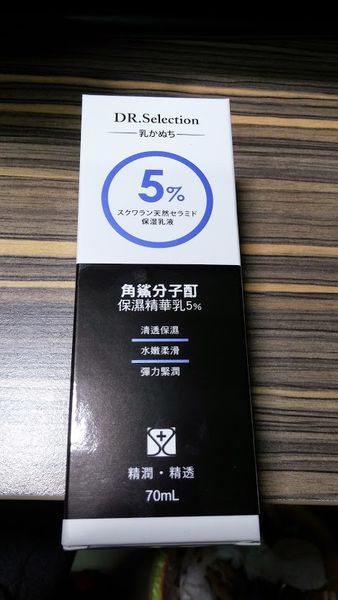 DR.Selection
乳かぬち
5%
スクワラン天然セラミド
保湿乳液
角鯊分子酊
保濕精華乳5%
清透保濕
水嫩柔滑
彈力緊潤
精潤・精透
70mL